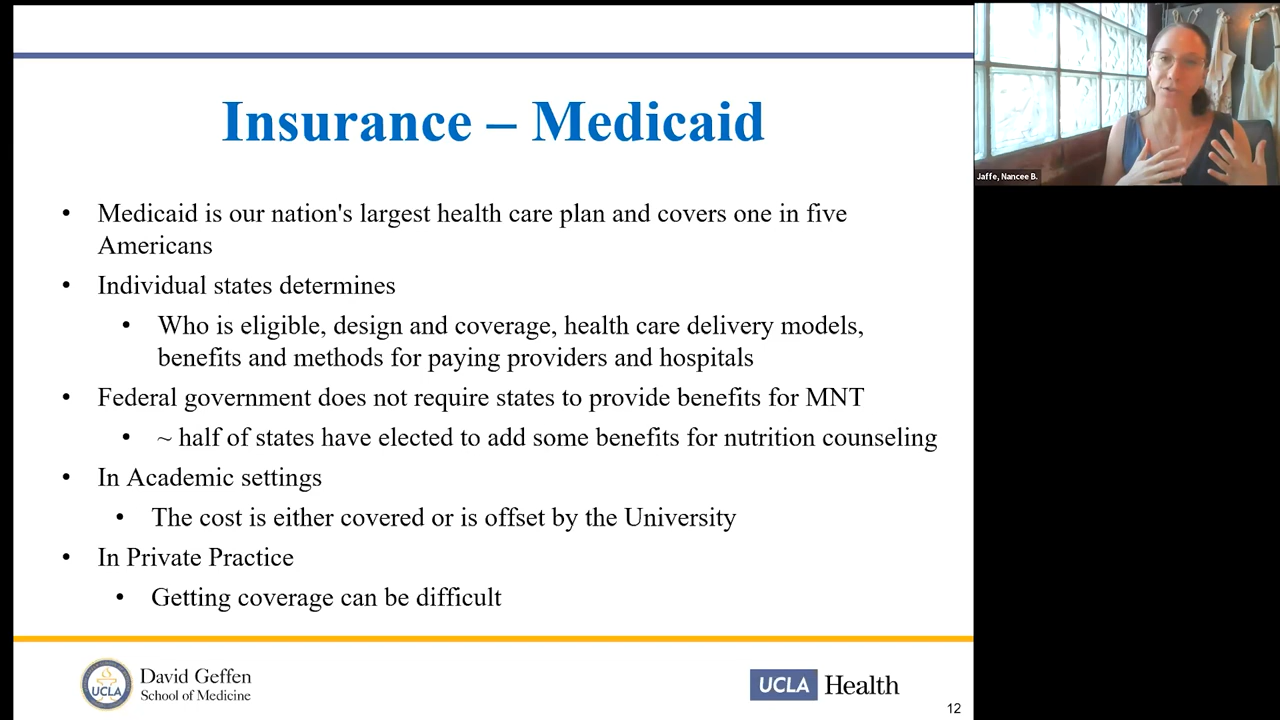 Insurance – Medicaid
• Medicaid is our nation's largest health care plan and covers one in five
Americans
• Individual states determines
• Who is eligible, design and coverage, health care delivery models,
benefits and methods for paying providers and hospitals
• Federal government does not require states to provide benefits for MNT
• ~ half of states have elected to add some benefits for nutrition counseling
• In Academic settings
• The cost is either covered or is offset by the University
• In Private Practice
• Getting coverage can be difficult
UCLA
David Geffen
School of Medicine
UCLA Health
12
Jaffe, Nancee B.